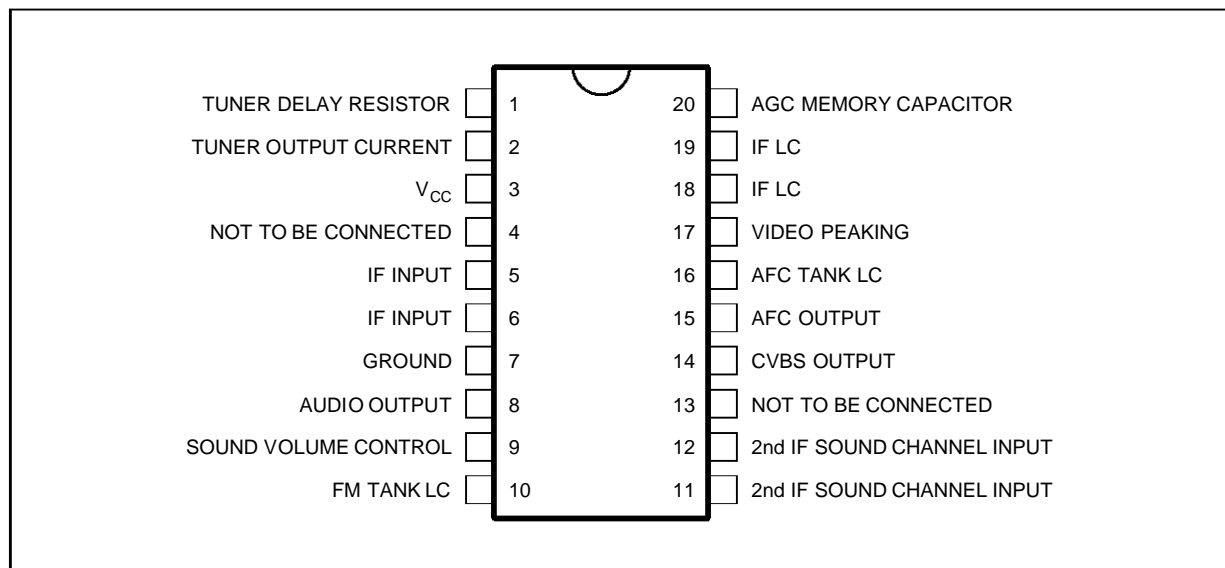 TUNER DELAY RESISTOR 1 20 AGC MEMORY CAPACITOR
TUNER OUTPUT CURRENT 2 19 IF LC
VCC 3 18 IF LC
NOT TO BE CONNECTED 4 17 VIDEO PEAKING
IF INPUT 5 16 AFC TANK LC
IF INPUT 6 15 AFC OUTPUT
GROUND 7 14 CVBS OUTPUT
AUDIO OUTPUT 8 13 NOT TO BE CONNECTED
SOUND VOLUME CONTROL 9 12 2nd IF SOUND CHANNEL INPUT
FM TANK LC 10 11 2nd IF SOUND CHANNEL INPUT